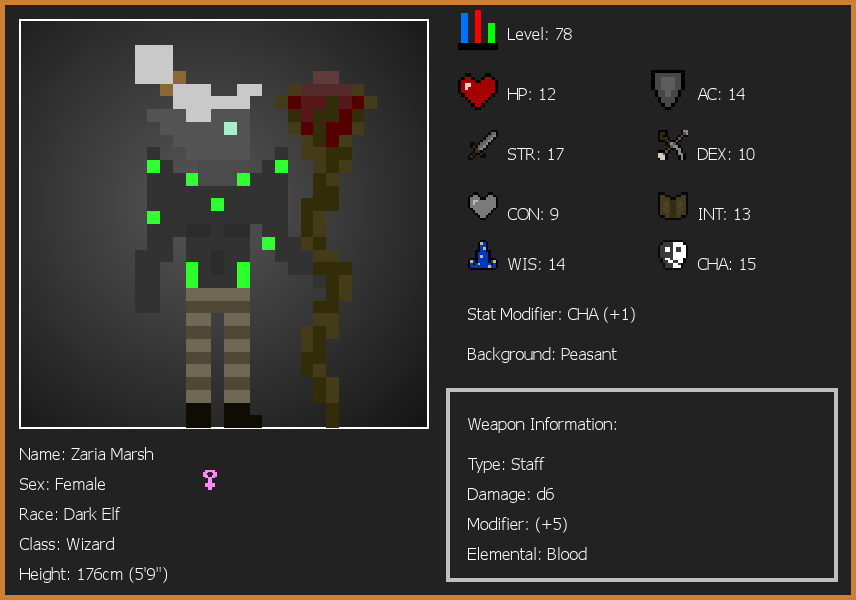 Level: 78
HP: 12
AC: 14
STR: 17
DEX: 10
CON: 9
INT: 13
WIS: 14
CHA: 15
Stat Modifier: CHA (+1)
Background: Peasant
Weapon Information:
Type: Staff
Damage: d6
Modifier: (+5)
Elemental: Blood
Name: Zaria Marsh
Sex: Female
Race: Dark Elf
Class: Wizard
Height: 176cm (5'9")